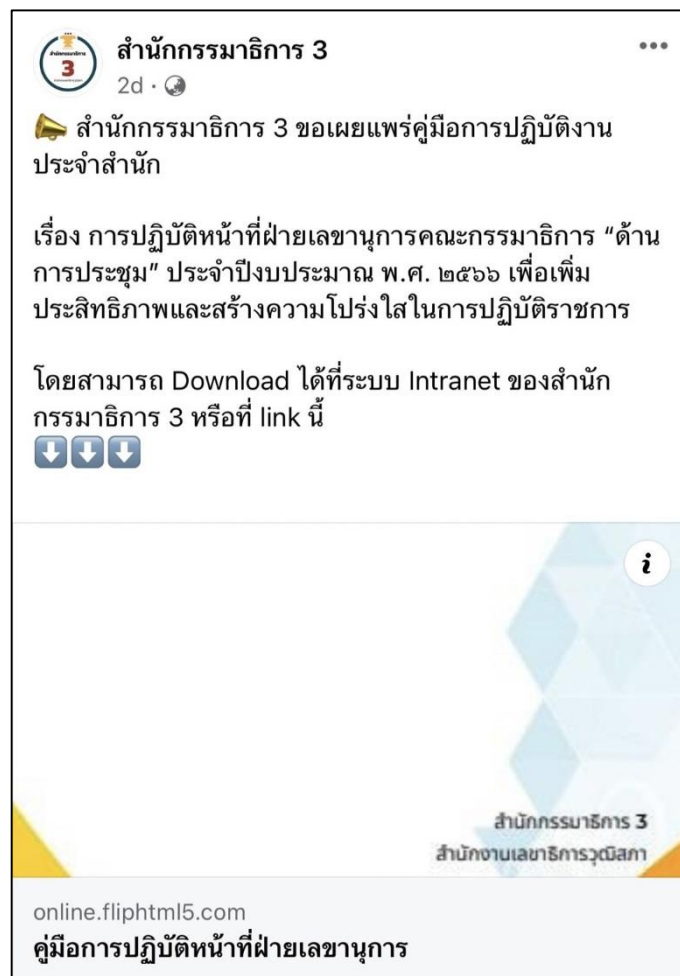 สำนักกรรมาธิการ 3
2d
สำนักกรรมาธิการ
3
สำนักกรรมาธิการ 3 ขอเผยแพร่คู่มือการปฏิบัติงาน
ประจำสำนัก
เรื่อง การปฏิบัติหน้าที่ฝ่ายเลขานุการคณะกรรมาธิการ “ด้าน
การประชุม” ประจำปีงบประมาณ พ.ศ. ๒๕๖๖ เพื่อเพิ่ม
ประสิทธิภาพและสร้างความโปร่งใสในการปฏิบัติราชการ
โดยสามารถ Download ได้ที่ระบบ Intranet ของสำนัก
กรรมาธิการ 3 หรือที่ link นี้
สำนักกรรมาธิการ 3
สำนักงานเลขาธิการวุฒิสภา
online.fliphtml5.com
คู่มือการปฏิบัติหน้าที่ฝ่ายเลขานุการ